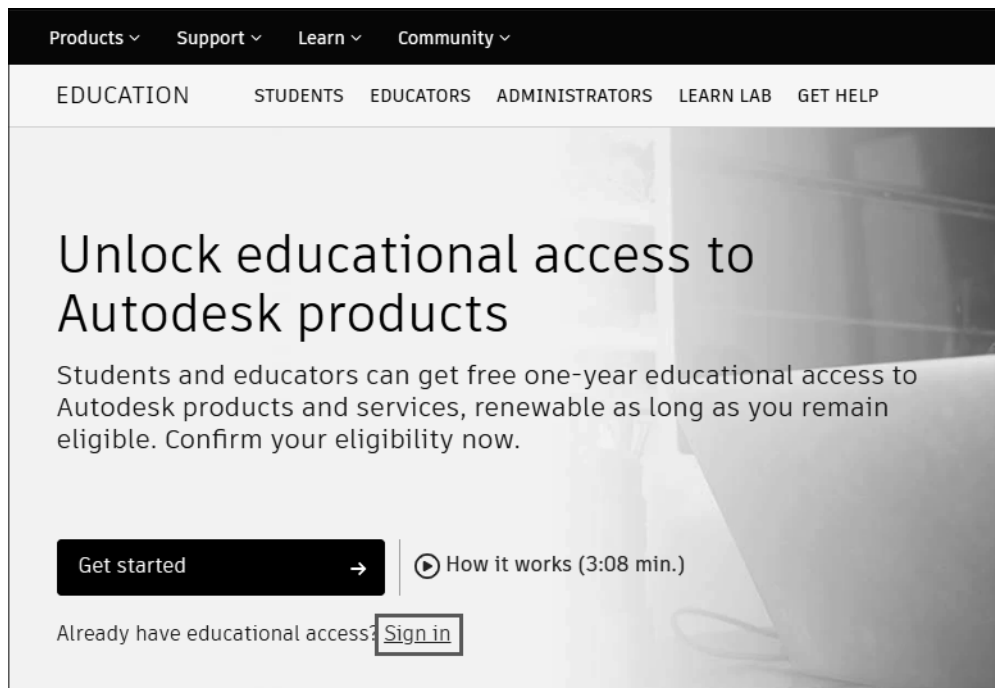 Products Support Learn Community
EDUCATION STUDENTS EDUCATORS ADMINISTRATORS LEARN LAB GET HELP
Unlock educational access to
Autodesk products
Students and educators can get free one-year educational access to
Autodesk products and services, renewable as long as you remain
eligible. Confirm your eligibility now.
Get started → How it works (3:08 min.)
Already have educational access? Sign in